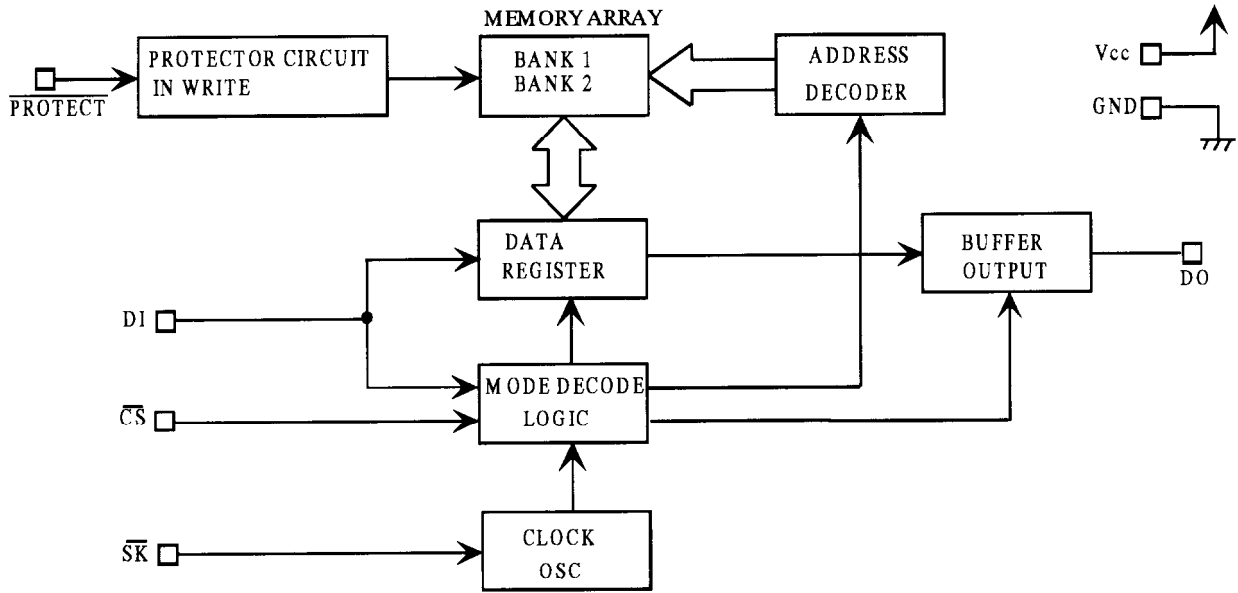 MEMORY ARRAY
PROTECTOR CIRCUIT
IN WRITE
BANK 1
BANK 2
ADDRESS
DECODER
Vcc
GND
PROTECT
DATA
REGISTER
BUFFER
OUTPUT
DO
DI
MODE DECODE
LOGIC
CS
CLOCK
OSC
SK